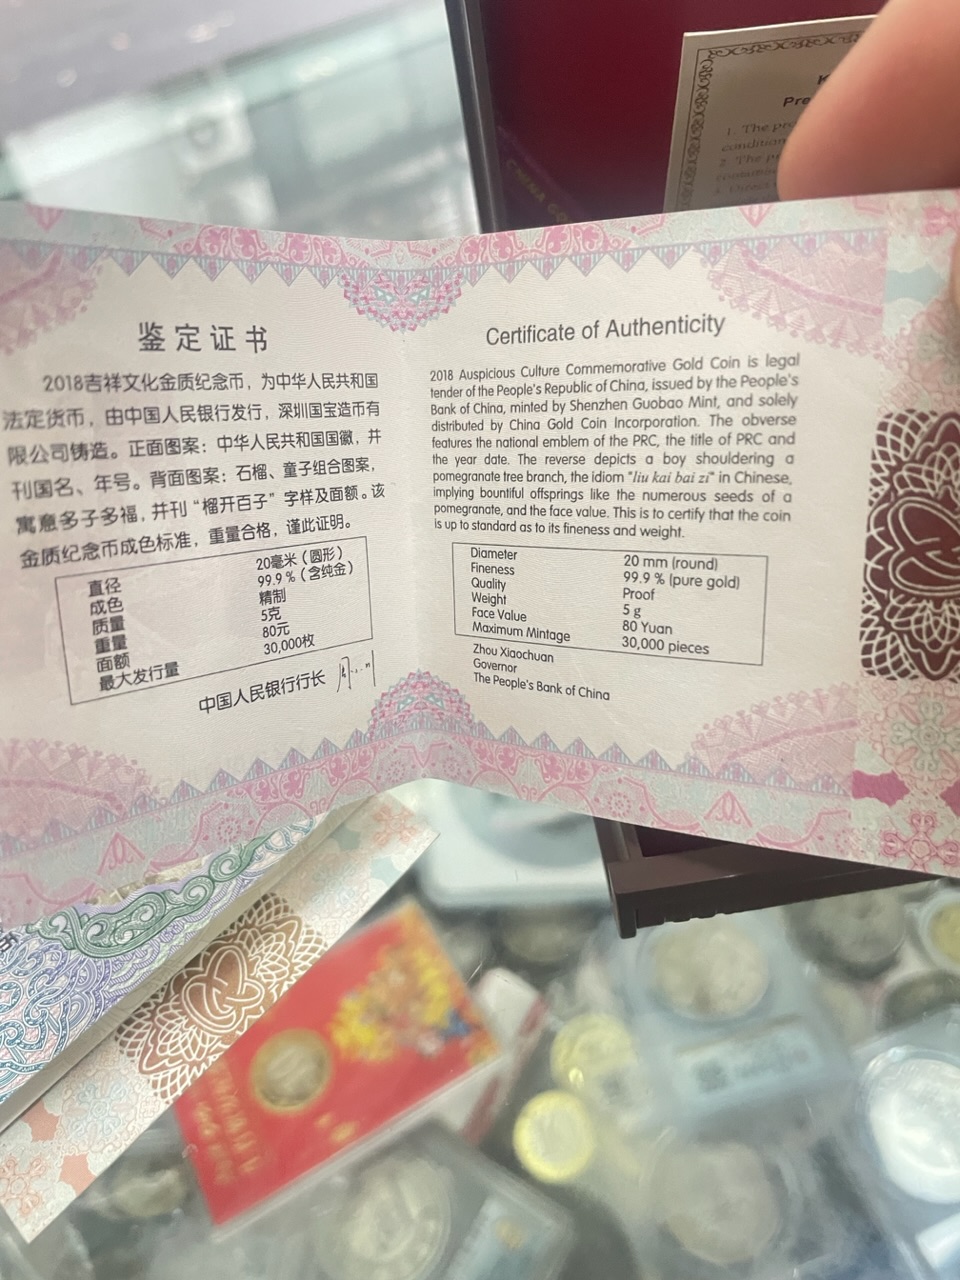 鉴定证书
2018吉祥文化金质纪念币，为中华人民共和国
法定货币，由中国人民银行发行，深圳国宝造币有
限公司铸造。正面图案：中华人民共和国国徽，并
刊国名、年号。背面图案：石榴、童子组合图案，
寓意多子多福，并刊“榴开百子”字样及面额。该
金质纪念币成色标准，重量合格，谨此证明。
直径 20毫米（圆形）
成色 99.9％（含纯金）
质量 精制
重量 5克
面额 80元
最大发行量 30,000枚
中国人民银行行长
Certificate of Authenticity
2018 Auspicious Culture Commemorative Gold Coin is legal
tender of the People's Republic of China, issued by the People's
Bank of China, minted by Shenzhen Guobao Mint, and solely
distributed by China Gold Coin Incorporation. The obverse
features the national emblem of the PRC, the title of PRC and
the year date. The reverse depicts a boy shouldering a
pomegranate tree branch, the idiom "liu kai bai zi" in Chinese,
implying bountiful offsprings like the numerous seeds of a
pomegranate, and the face value. This is to certify that the coin
is up to standard as to its fineness and weight.
Diameter 20 mm (round)
Fineness 99.9 % (pure gold)
Quality Proof
Weight 5 g
Face Value 80 Yuan
Maximum Mintage 30,000 pieces
Zhou Xiaochuan
Governor
The People's Bank of China
CHINA GO
Pre
1. The pro
condition
2. The p